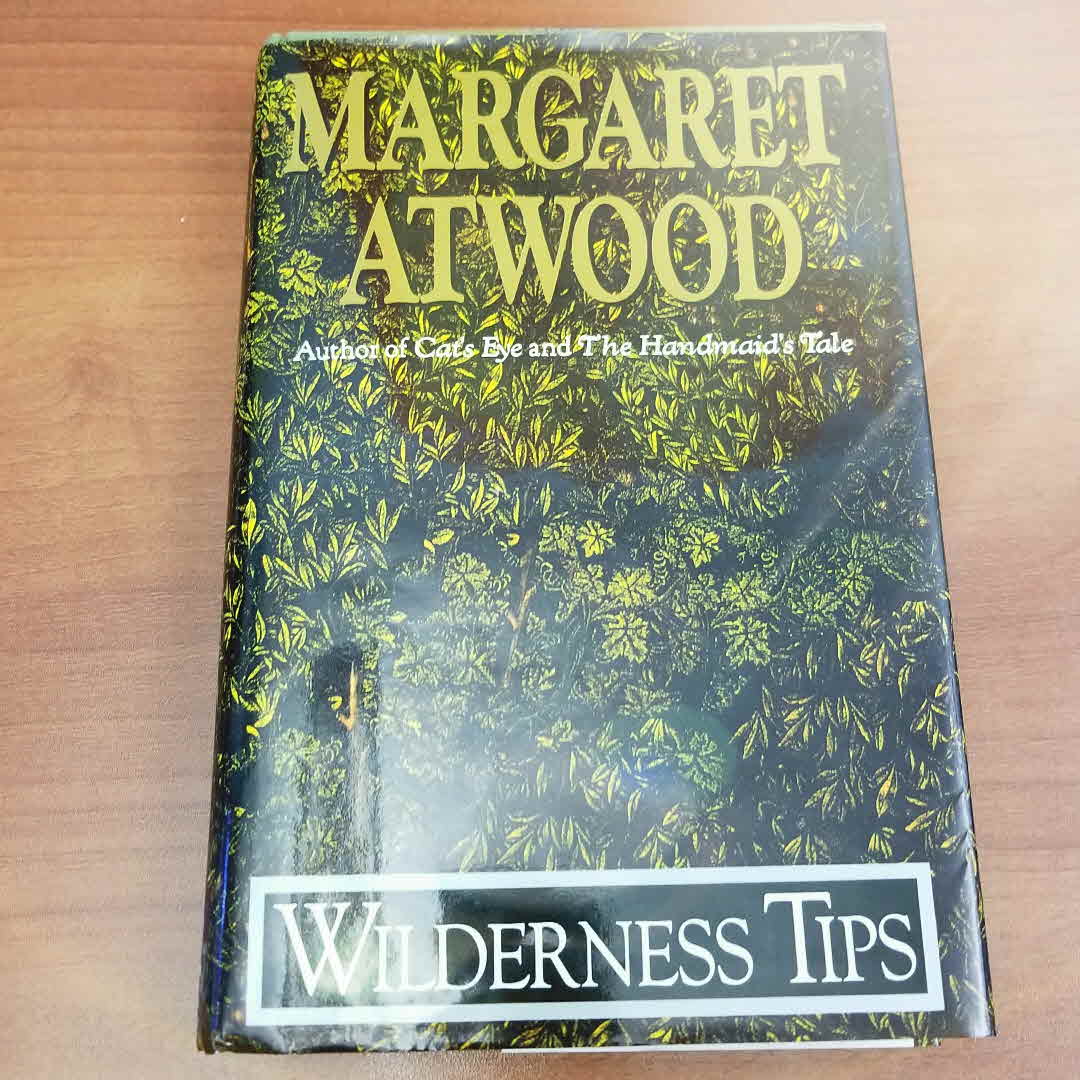 MARGARET
ATWOOD
Author of Cat's Eye and The Handmaid's Tale
WILDERNESS TIPS